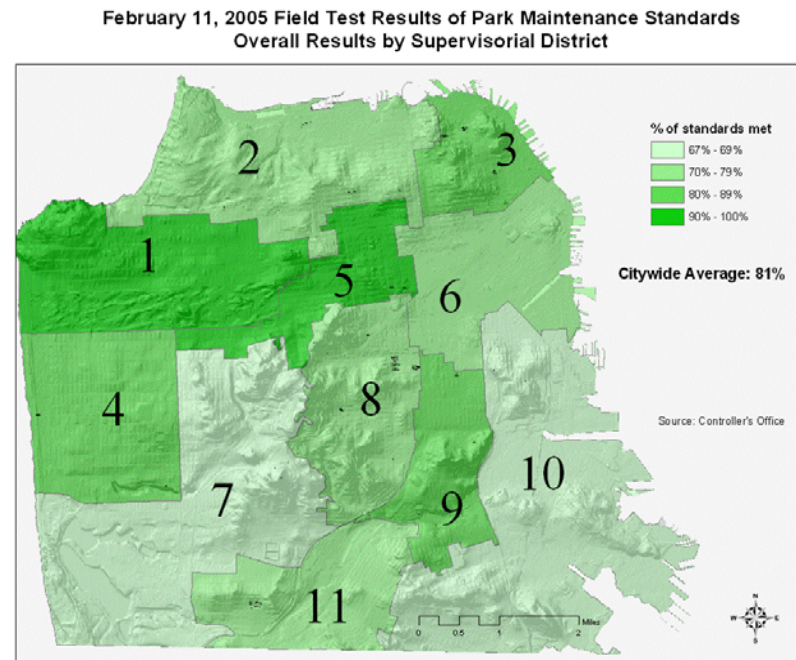 February 11, 2005 Field Test Results of Park Maintenance Standards
Overall Results by Supervisorial District
% of standards met
67% - 69%
70% - 79%
80% - 89%
90% - 100%
Citywide Average: 81%
Source: Controller's Office
1
2
3
4
5
6
7
8
9
10
11
Miles
0 0.5 1 2
N
W E
S